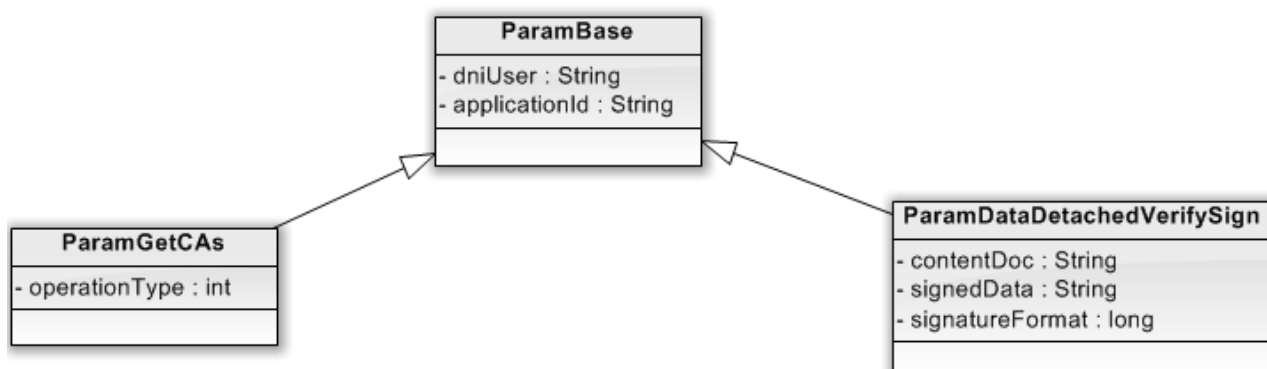 ParamBase
- dniUser : String
- applicationId : String
ParamGetCAs
- operationType : int
ParamDataDetachedVerifySign
- contentDoc : String
- signedData : String
- signatureFormat : long